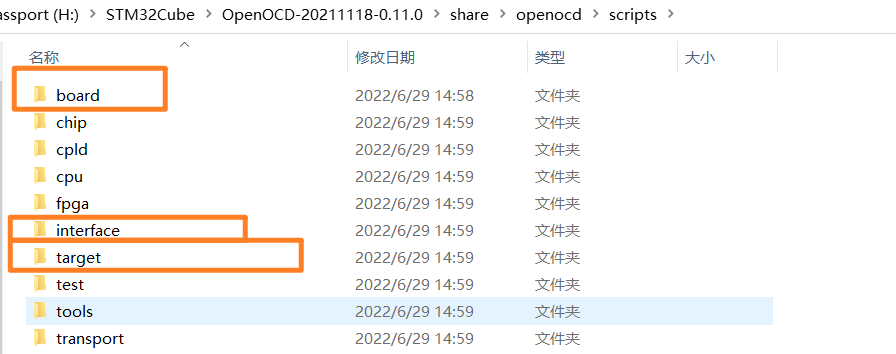 assport (H:) > STM32Cube > OpenOCD-20211118-0.11.0 > share > openocd > scripts >
名称 修改日期 类型 大小
board 2022/6/29 14:58 文件夹
chip 2022/6/29 14:59 文件夹
cpld 2022/6/29 14:59 文件夹
cpu 2022/6/29 14:59 文件夹
fpga 2022/6/29 14:59 文件夹
interface 2022/6/29 14:59 文件夹
target 2022/6/29 14:59 文件夹
test 2022/6/29 14:59 文件夹
tools 2022/6/29 14:59 文件夹
transport 2022/6/29 14:59 文件夹